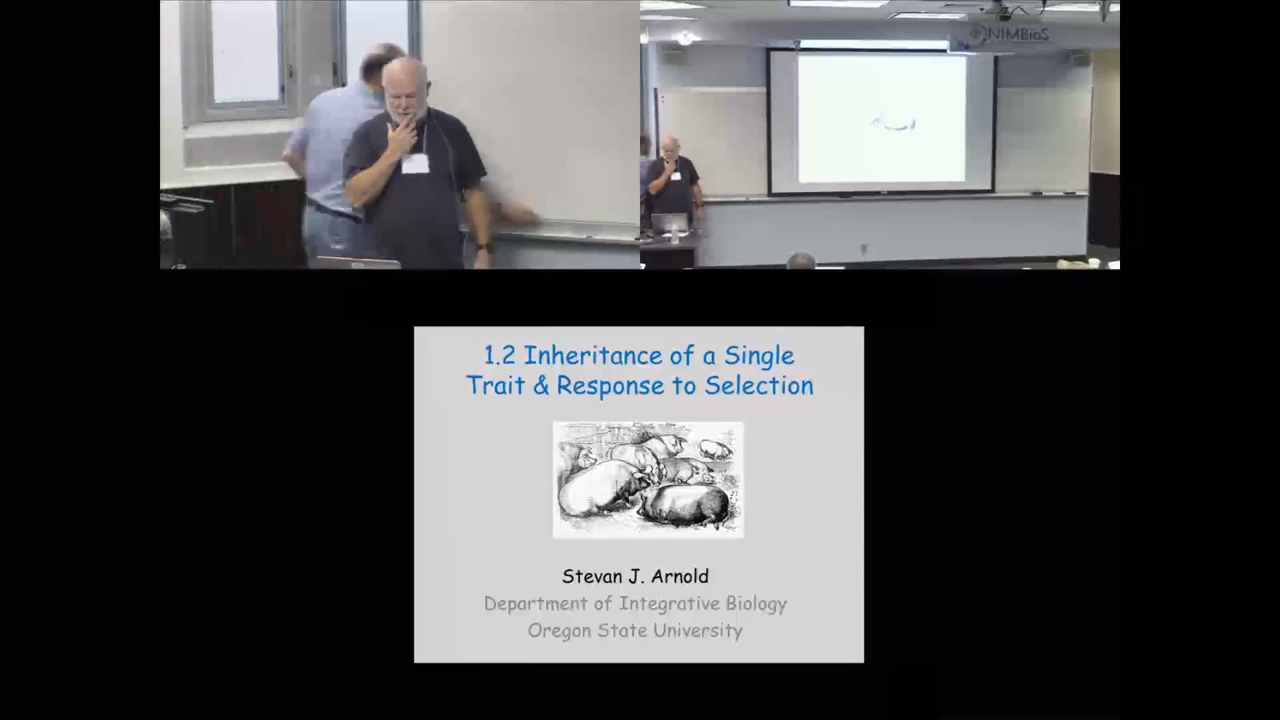 NIMBioS
1.2 Inheritance of a Single
Trait & Response to Selection
Stevan J. Arnold
Department of Integrative Biology
Oregon State University